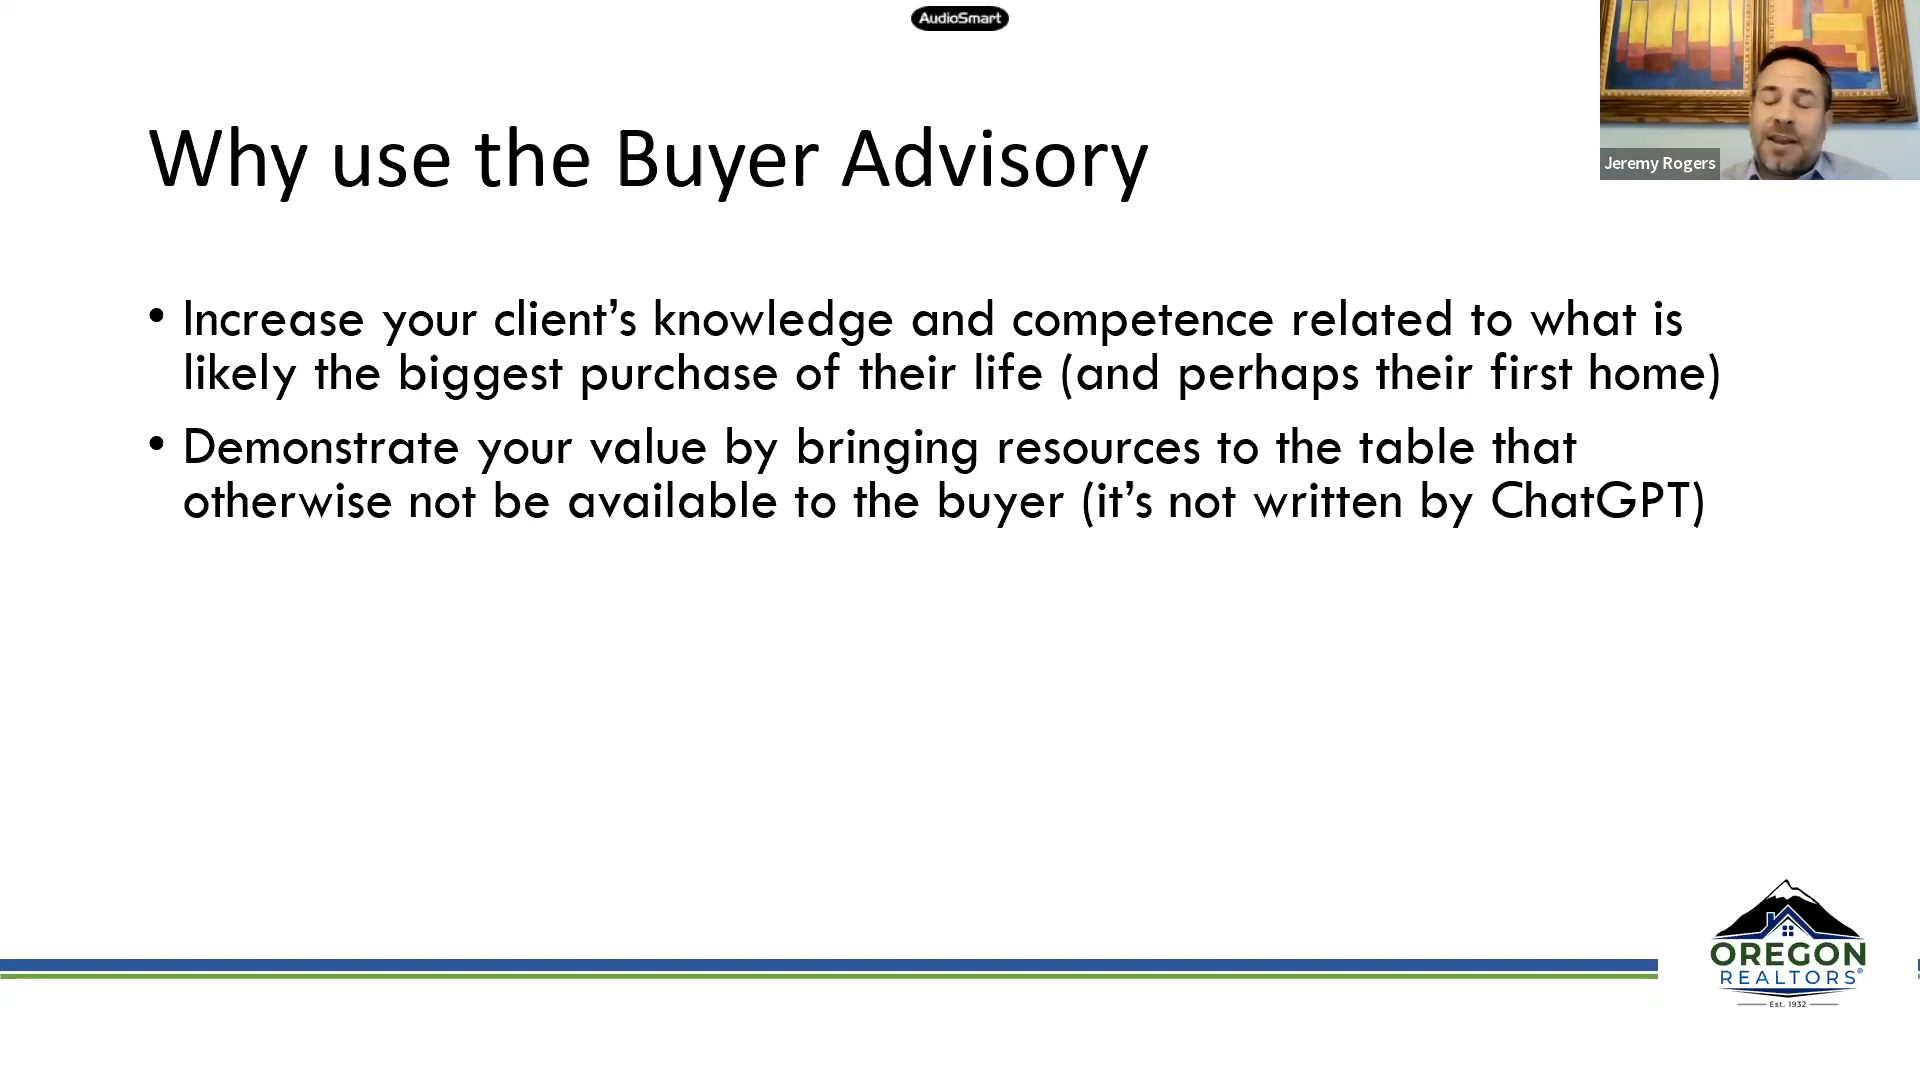 AudioSmart
Jeremy Rogers
Why use the Buyer Advisory
• Increase your client’s knowledge and competence related to what is
likely the biggest purchase of their life (and perhaps their first home)
• Demonstrate your value by bringing resources to the table that
otherwise not be available to the buyer (it’s not written by ChatGPT)
OREGON
REALTORS®
Est. 1932